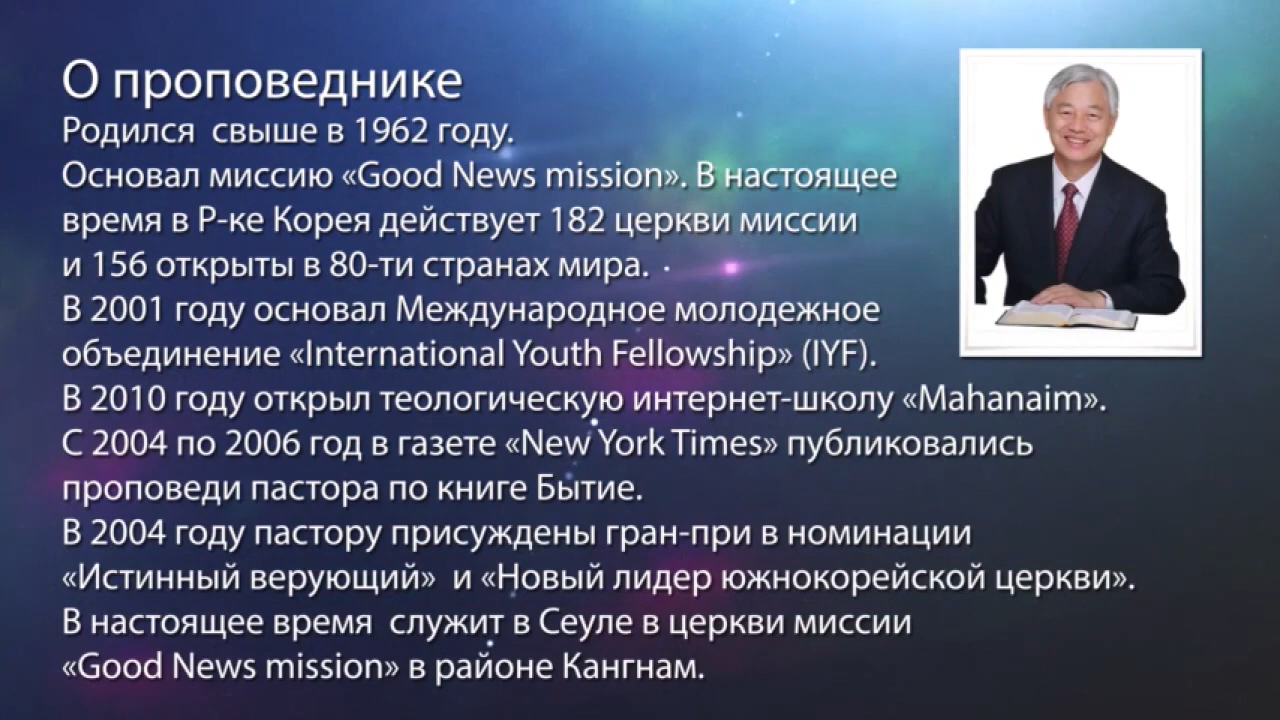 О проповеднике
Родился свыше в 1962 году.
Основал миссию «Good News mission». В настоящее
время в Р-ке Корея действует 182 церкви миссии
и 156 открыты в 80-ти странах мира.
В 2001 году основал Международное молодежное
объединение «International Youth Fellowship» (IYF).
В 2010 году открыл теологическую интернет-школу «Mahanaim».
С 2004 по 2006 год в газете «New York Times» публиковались
проповеди пастора по книге Бытие.
В 2004 году пастору присуждены гран-при в номинации
«Истинный верующий» и «Новый лидер южнокорейской церкви».
В настоящее время служит в Сеуле в церкви миссии
«Good News mission» в районе Кангнам.